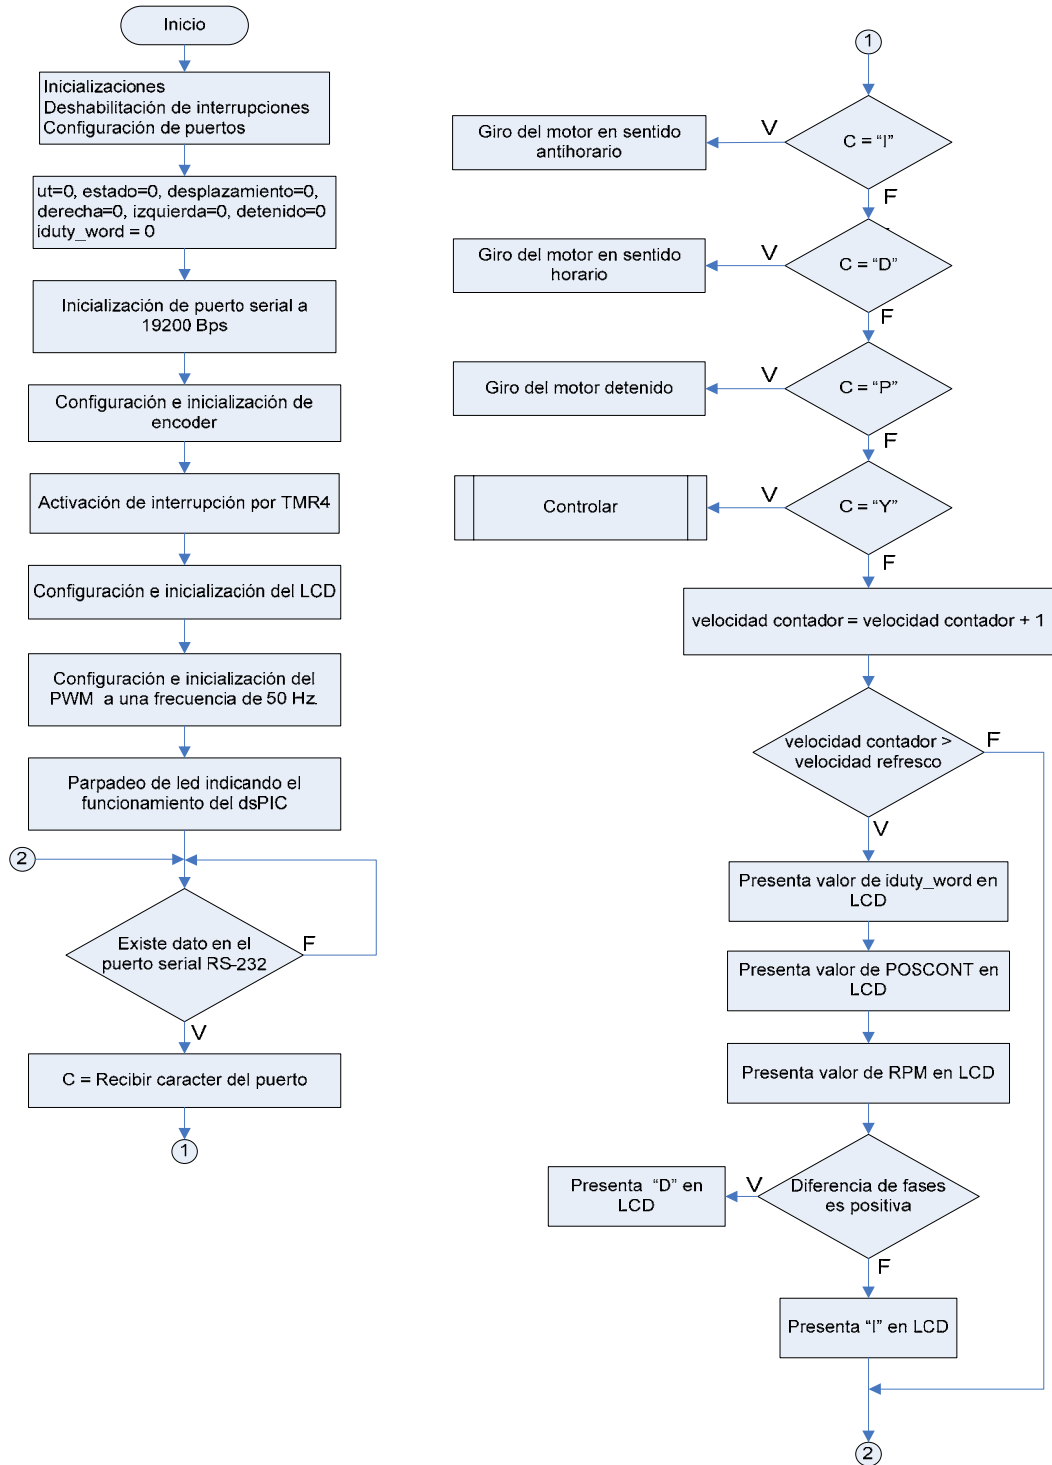 Inicio
Inicializaciones
Deshabilitación de interrupciones
Configuración de puertos
ut=0, estado=0, desplazamiento=0,
derecha=0, izquierda=0, detenido=0
iduty_word = 0
Inicialización de puerto serial a
19200 Bps
Configuración e inicialización de
encoder
Activación de interrupción por TMR4
Configuración e inicialización del LCD
Configuración e inicialización del
PWM a una frecuencia de 50 Hz.
Parpadeo de led indicando el
funcionamiento del dsPIC
2
Existe dato en el
puerto serial RS-232
F
V
C = Recibir caracter del puerto
1
1
C = “I”
V
Giro del motor en sentido
antihorario
F
C = “D”
V
Giro del motor en sentido
horario
F
C = “P”
V
Giro del motor detenido
F
C = “Y”
V
Controlar
F
velocidad contador = velocidad contador + 1
velocidad contador >
velocidad refresco
F
V
Presenta valor de iduty_word en
LCD
Presenta valor de POSCONT en
LCD
Presenta valor de RPM en LCD
Diferencia de fases
es positiva
V
Presenta “D” en
LCD
F
Presenta “I” en LCD
2